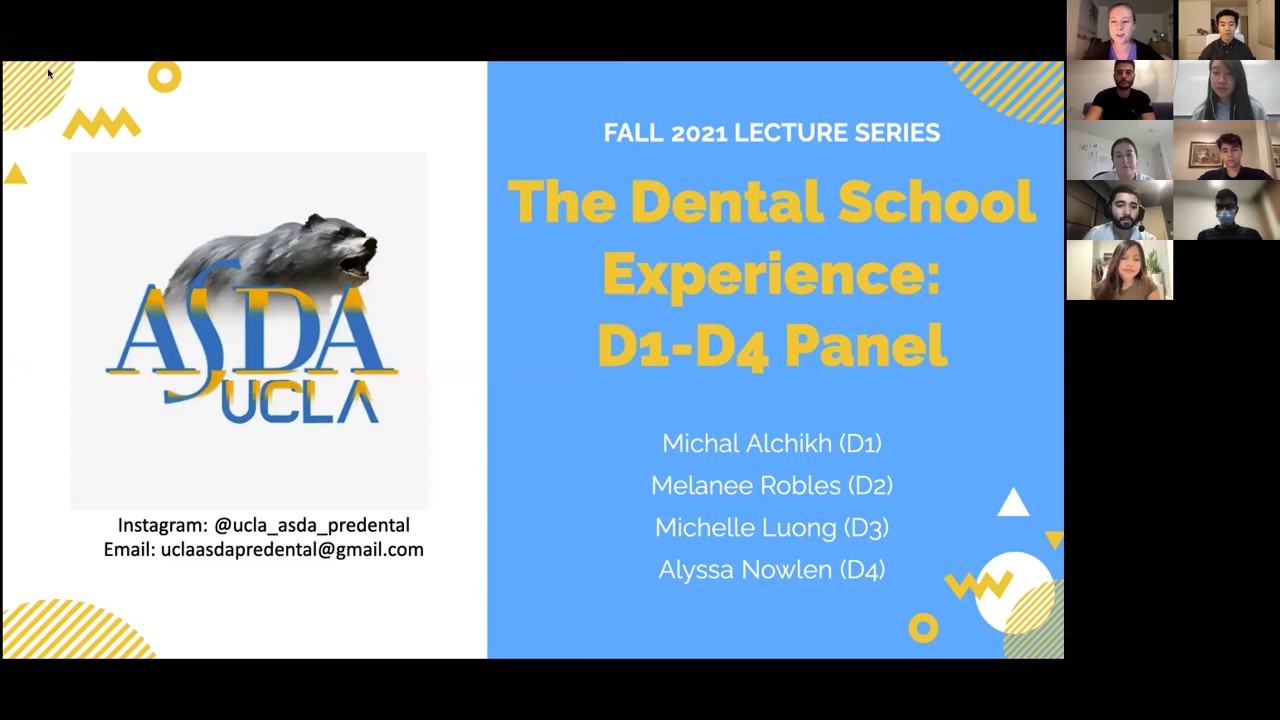 ASDA
UCLA
Instagram: @ucla_asda_predental
Email: uclaasdapredental@gmail.com
FALL 2021 LECTURE SERIES
The Dental School
Experience:
D1-D4 Panel
Michal Alchikh (D1)
Melanee Robles (D2)
Michelle Luong (D3)
Alyssa Nowlen (D4)